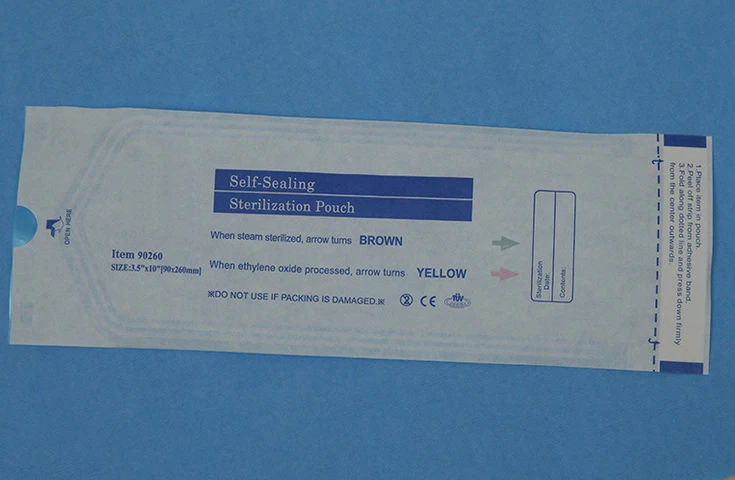 Self-Sealing
Sterilization Pouch
OPEN HERE
Item 90260
SIZE:3.5"x10"[90x260mm]
When steam sterilized, arrow turns BROWN
When ethylene oxide processed, arrow turns YELLOW
※DO NOT USE IF PACKING IS DAMAGED.※
2 CE TÜV
Sterilization
Date:
Contents:
1.Place item in pouch.
2.Peel off strip from adhesive band.
3.Fold along dotted line and press down firmly
from the center outwards.